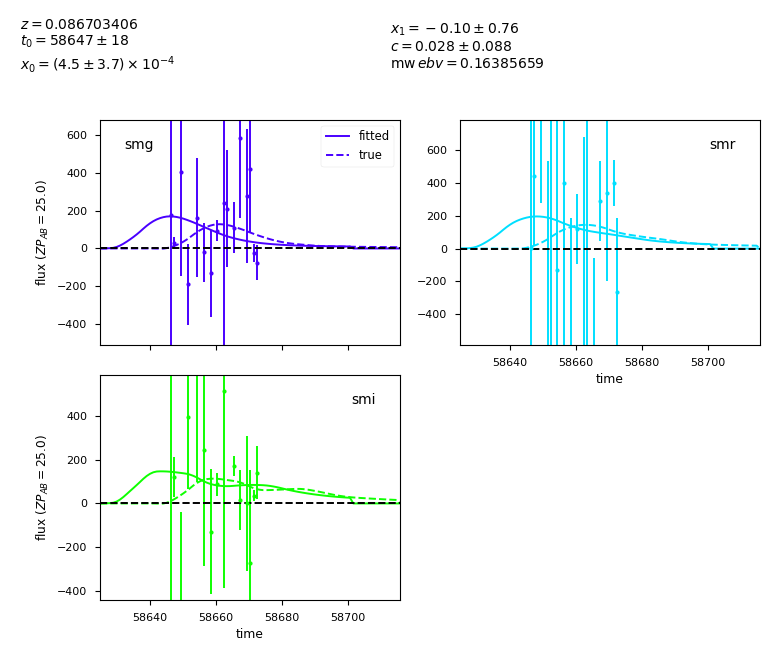 z = 0.086703406
t₀ = 58647 ± 18
x₀ = (4.5 ± 3.7) × 10⁻⁴
x₁ = −0.10 ± 0.76
c = 0.028 ± 0.088
mw ebv = 0.16385659
smg
fitted
true
600
400
200
0
−200
−400
flux (ZP_AB = 25.0)
smr
600
400
200
0
−200
−400
58640 58660 58680 58700
time
smi
400
200
0
−200
−400
flux (ZP_AB = 25.0)
58640 58660 58680 58700
time